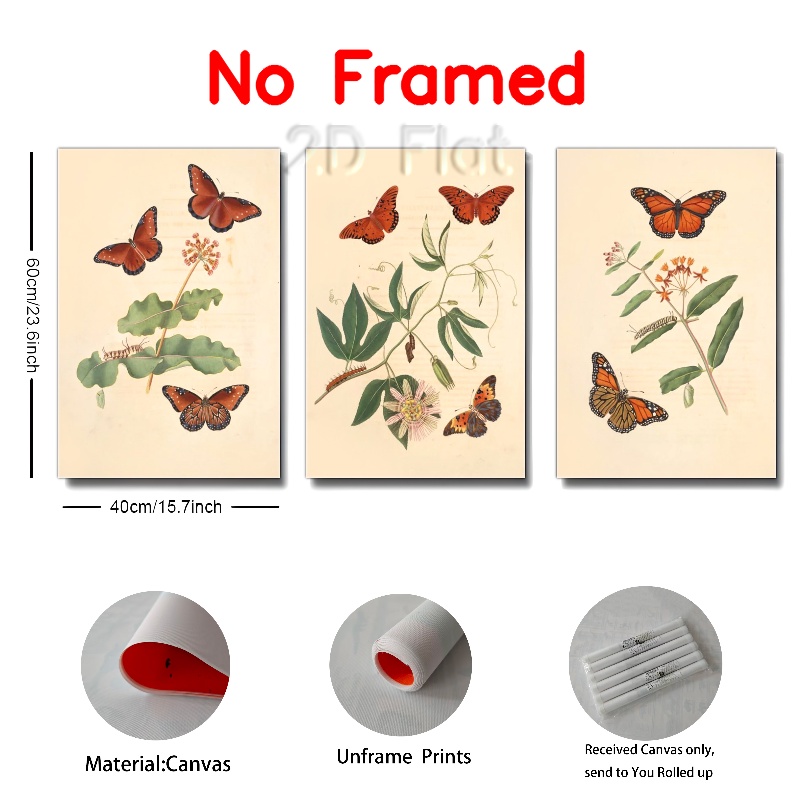 No Framed
2D Flat
60cm/23.6inch
40cm/15.7inch
Material:Canvas
Unframe Prints
Received Canvas only,
send to You Rolled up